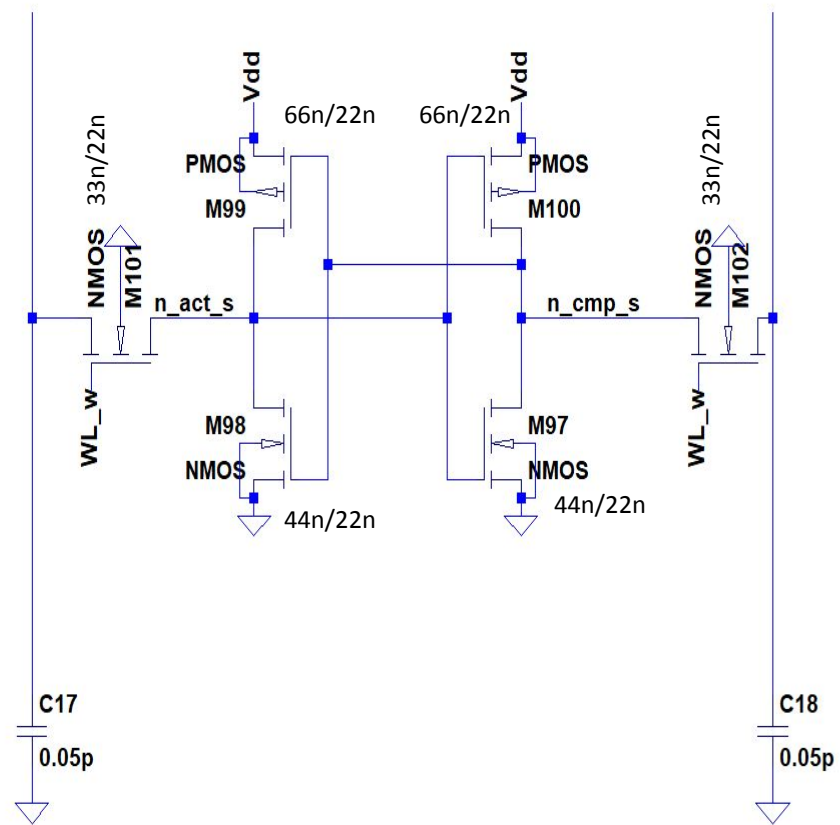 Vdd
Vdd
66n/22n
66n/22n
33n/22n
33n/22n
PMOS
PMOS
M99
M100
NMOS
M101
NMOS
M102
n_act_s
n_cmp_s
WL_w
WL_w
M98
M97
NMOS
NMOS
44n/22n
44n/22n
C17
C18
0.05p
0.05p